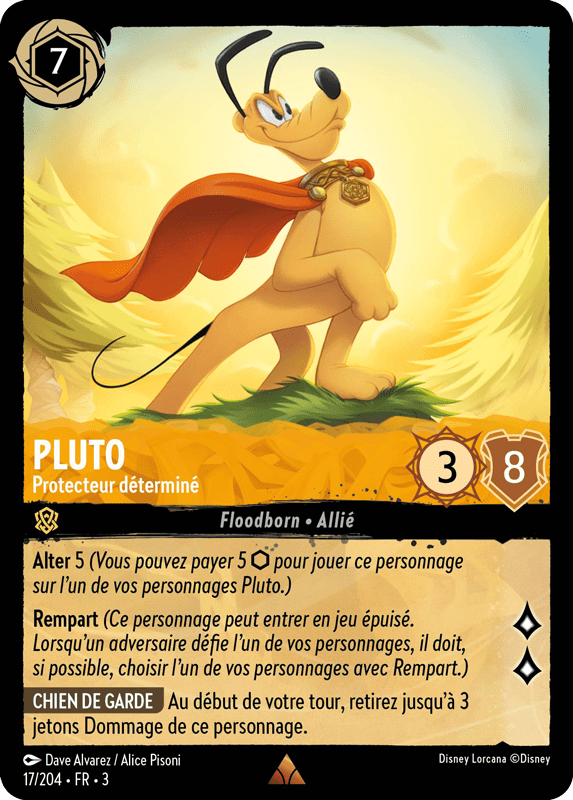 7
PLUTO
Protecteur déterminé
3
8
Floodborn • Allié
Alter 5 (Vous pouvez payer 5 ⬡ pour jouer ce personnage
sur l'un de vos personnages Pluto.)
Rempart (Ce personnage peut entrer en jeu épuisé.
Lorsqu'un adversaire défie l'un de vos personnages, il doit,
si possible, choisir l'un de vos personnages avec Rempart.)
CHIEN DE GARDE Au début de votre tour, retirez jusqu'à 3
jetons Dommage de ce personnage.
Dave Alvarez / Alice Pisoni
Disney Lorcana ©Disney
17/204 • FR • 3